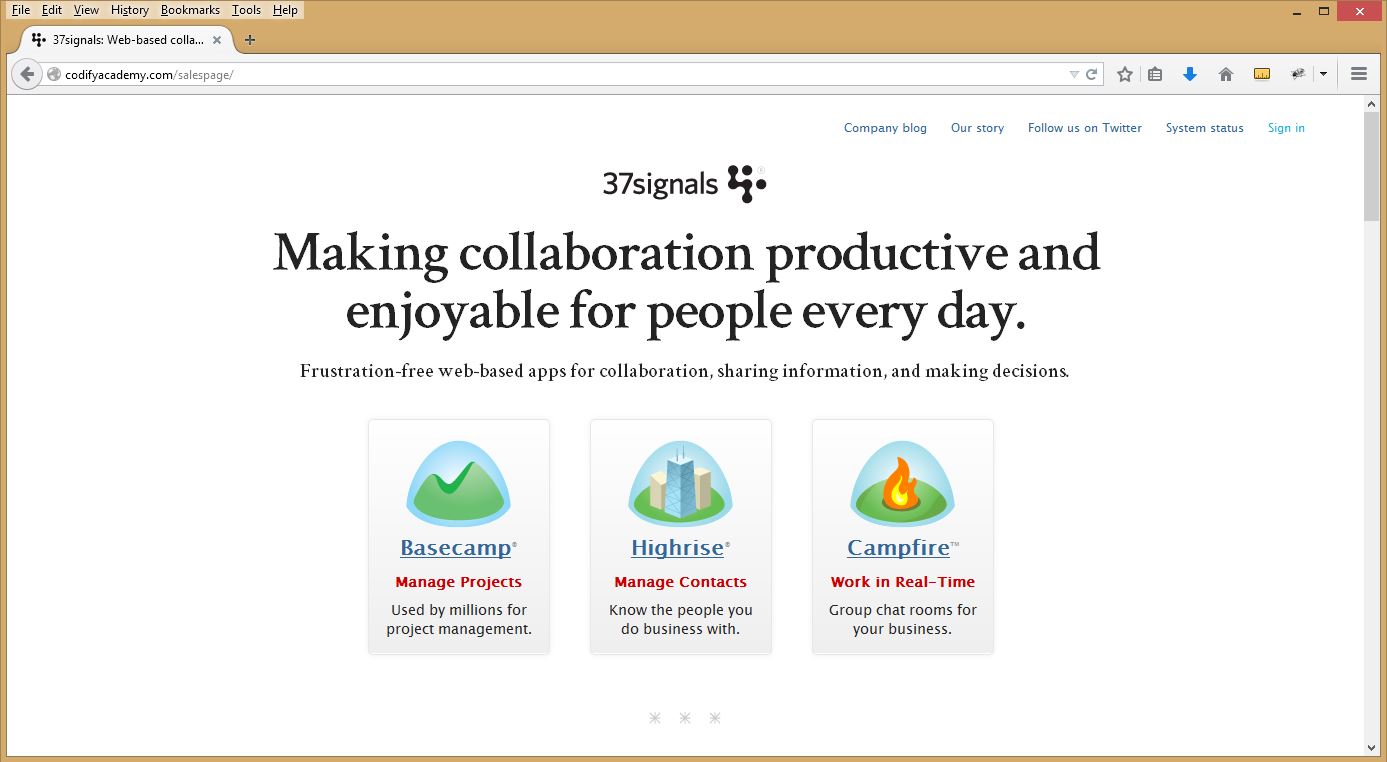 File Edit View History Bookmarks Tools Help
37signals: Web-based colla...
codifyacademy.com/salespage/
Company blog Our story Follow us on Twitter System status Sign in
37signals ®
Making collaboration productive and
enjoyable for people every day.
Frustration-free web-based apps for collaboration, sharing information, and making decisions.
Basecamp®
Manage Projects
Used by millions for
project management.
Highrise®
Manage Contacts
Know the people you
do business with.
Campfire™
Work in Real-Time
Group chat rooms for
your business.